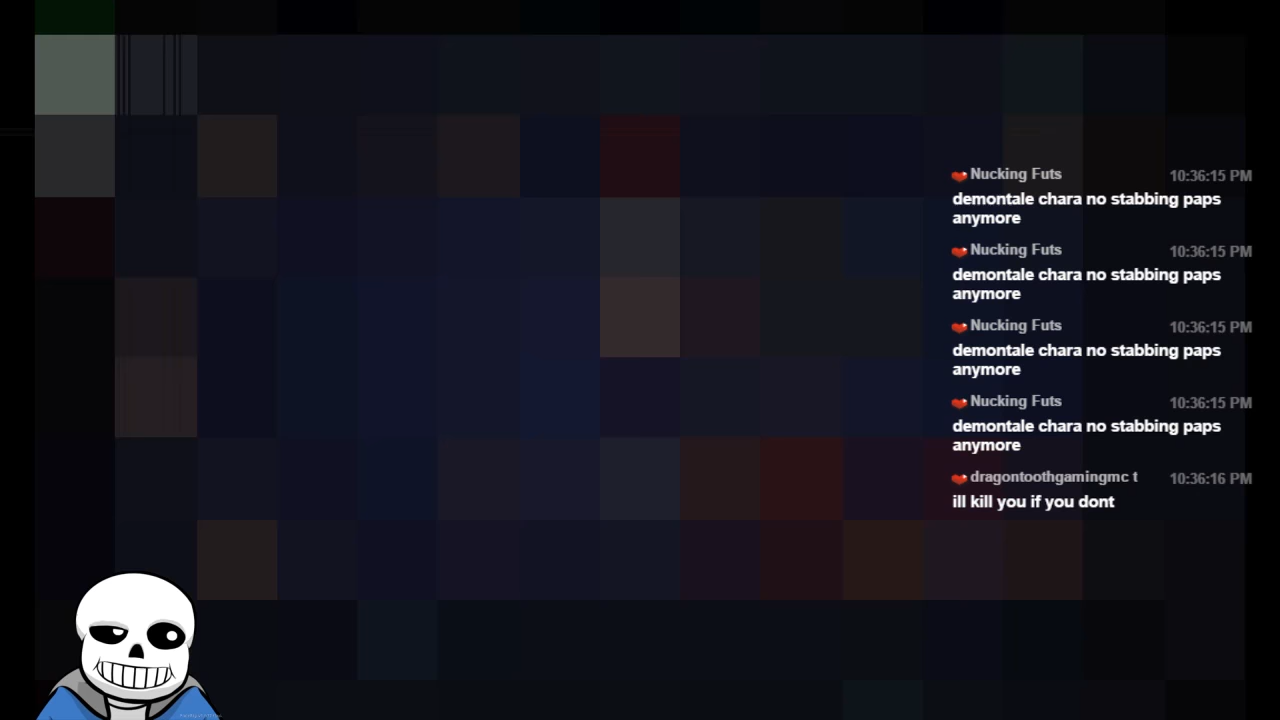 Nucking Futs 10:36:15 PM
demontale chara no stabbing paps
anymore
Nucking Futs 10:36:15 PM
demontale chara no stabbing paps
anymore
Nucking Futs 10:36:15 PM
demontale chara no stabbing paps
anymore
Nucking Futs 10:36:15 PM
demontale chara no stabbing paps
anymore
dragontoothgamingmc t 10:36:16 PM
ill kill you if you dont